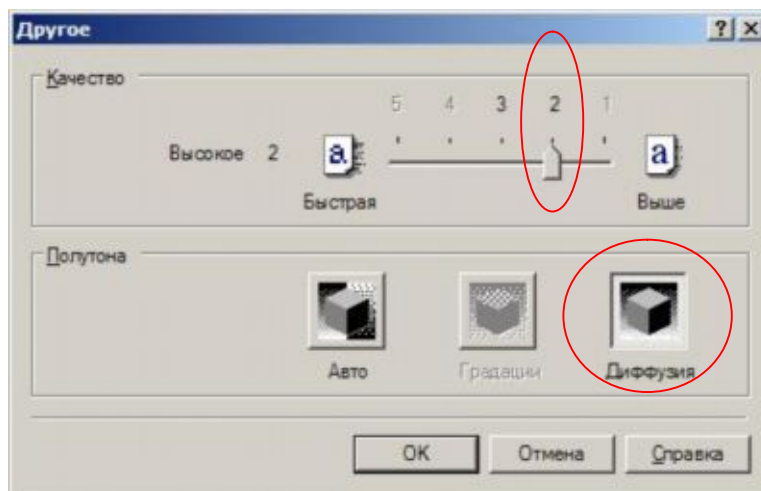 Другое
Качество
5 4 3 2 1
Высокое 2
Быстрая Выше
Полутона
Авто Градации Диффузия
OK Отмена Справка